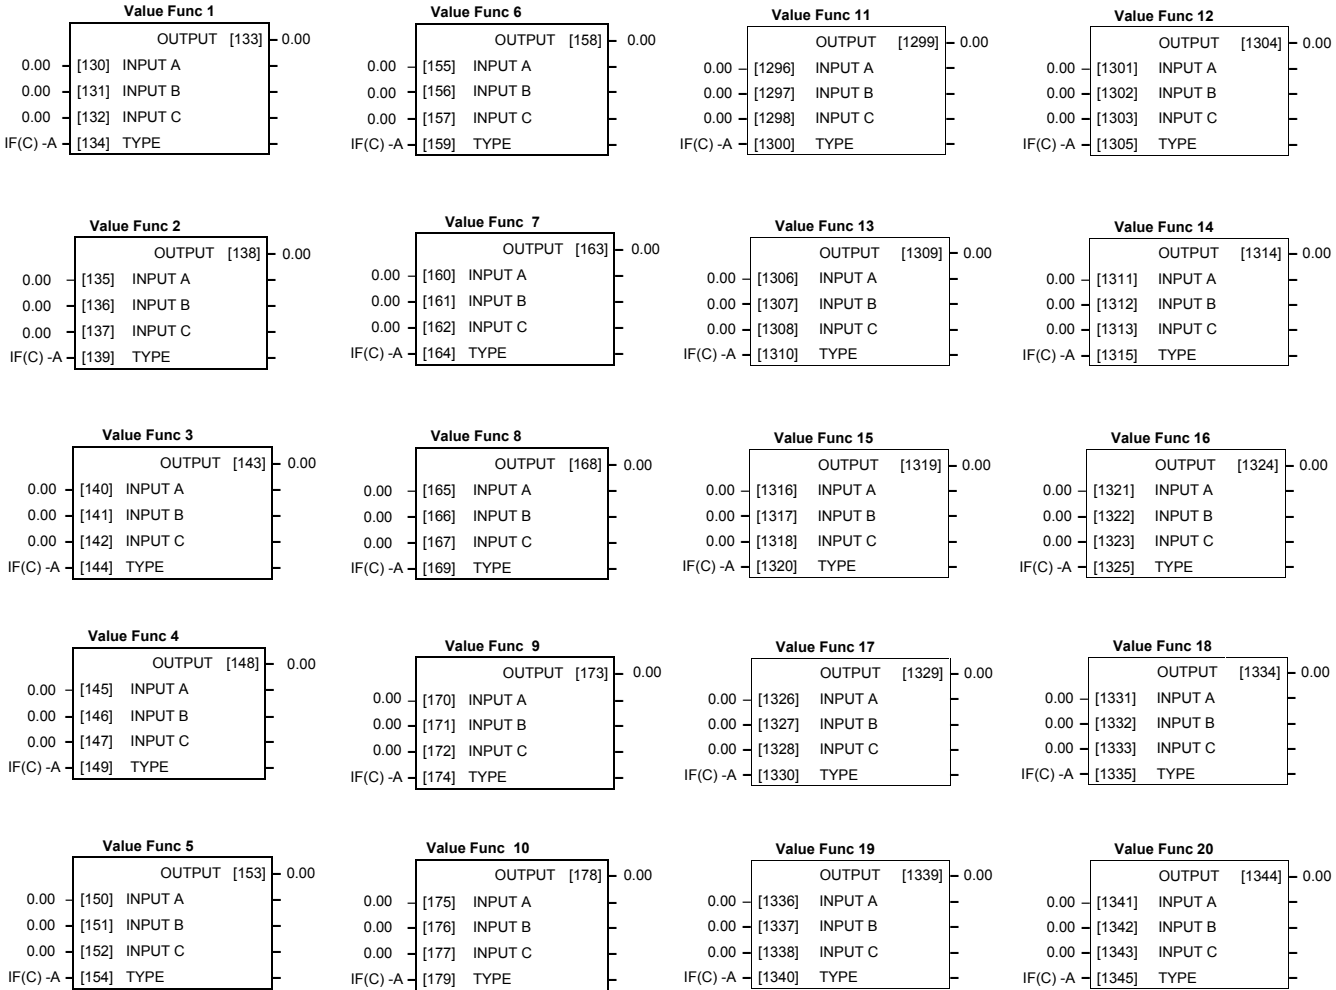 Value Func 1
OUTPUT [133] 0.00
0.00 [130] INPUT A
0.00 [131] INPUT B
0.00 [132] INPUT C
IF(C) -A [134] TYPE
Value Func 6
OUTPUT [158] 0.00
0.00 [155] INPUT A
0.00 [156] INPUT B
0.00 [157] INPUT C
IF(C) -A [159] TYPE
Value Func 11
OUTPUT [1299] 0.00
0.00 [1296] INPUT A
0.00 [1297] INPUT B
0.00 [1298] INPUT C
IF(C) -A [1300] TYPE
Value Func 12
OUTPUT [1304] 0.00
0.00 [1301] INPUT A
0.00 [1302] INPUT B
0.00 [1303] INPUT C
IF(C) -A [1305] TYPE
Value Func 2
OUTPUT [138] 0.00
0.00 [135] INPUT A
0.00 [136] INPUT B
0.00 [137] INPUT C
IF(C) -A [139] TYPE
Value Func 7
OUTPUT [163] 0.00
0.00 [160] INPUT A
0.00 [161] INPUT B
0.00 [162] INPUT C
IF(C) -A [164] TYPE
Value Func 13
OUTPUT [1309] 0.00
0.00 [1306] INPUT A
0.00 [1307] INPUT B
0.00 [1308] INPUT C
IF(C) -A [1310] TYPE
Value Func 14
OUTPUT [1314] 0.00
0.00 [1311] INPUT A
0.00 [1312] INPUT B
0.00 [1313] INPUT C
IF(C) -A [1315] TYPE
Value Func 3
OUTPUT [143] 0.00
0.00 [140] INPUT A
0.00 [141] INPUT B
0.00 [142] INPUT C
IF(C) -A [144] TYPE
Value Func 8
OUTPUT [168] 0.00
0.00 [165] INPUT A
0.00 [166] INPUT B
0.00 [167] INPUT C
IF(C) -A [169] TYPE
Value Func 15
OUTPUT [1319] 0.00
0.00 [1316] INPUT A
0.00 [1317] INPUT B
0.00 [1318] INPUT C
IF(C) -A [1320] TYPE
Value Func 16
OUTPUT [1324] 0.00
0.00 [1321] INPUT A
0.00 [1322] INPUT B
0.00 [1323] INPUT C
IF(C) -A [1325] TYPE
Value Func 4
OUTPUT [148] 0.00
0.00 [145] INPUT A
0.00 [146] INPUT B
0.00 [147] INPUT C
IF(C) -A [149] TYPE
Value Func 9
OUTPUT [173] 0.00
0.00 [170] INPUT A
0.00 [171] INPUT B
0.00 [172] INPUT C
IF(C) -A [174] TYPE
Value Func 17
OUTPUT [1329] 0.00
0.00 [1326] INPUT A
0.00 [1327] INPUT B
0.00 [1328] INPUT C
IF(C) -A [1330] TYPE
Value Func 18
OUTPUT [1334] 0.00
0.00 [1331] INPUT A
0.00 [1332] INPUT B
0.00 [1333] INPUT C
IF(C) -A [1335] TYPE
Value Func 5
OUTPUT [153] 0.00
0.00 [150] INPUT A
0.00 [151] INPUT B
0.00 [152] INPUT C
IF(C) -A [154] TYPE
Value Func 10
OUTPUT [178] 0.00
0.00 [175] INPUT A
0.00 [176] INPUT B
0.00 [177] INPUT C
IF(C) -A [179] TYPE
Value Func 19
OUTPUT [1339] 0.00
0.00 [1336] INPUT A
0.00 [1337] INPUT B
0.00 [1338] INPUT C
IF(C) -A [1340] TYPE
Value Func 20
OUTPUT [1344] 0.00
0.00 [1341] INPUT A
0.00 [1342] INPUT B
0.00 [1343] INPUT C
IF(C) -A [1345] TYPE